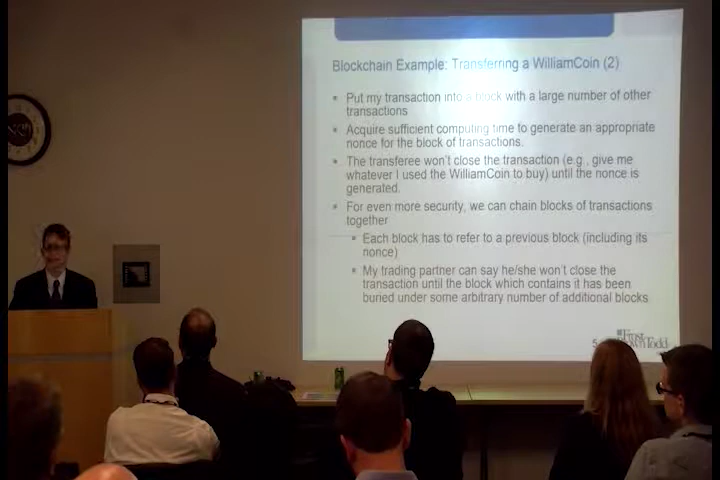 Blockchain Example: Transferring a WilliamCoin (2)
▪ Put my transaction into a block with a large number of other
transactions
▪ Acquire sufficient computing time to generate an appropriate
nonce for the block of transactions.
▪ The transferee won't close the transaction (e.g., give me
whatever I used the WilliamCoin to buy) until the nonce is
generated.
▪ For even more security, we can chain blocks of transactions
together
▪ Each block has to refer to a previous block (including its
nonce)
▪ My trading partner can say he/she won't close the
transaction until the block which contains it has been
buried under some arbitrary number of additional blocks
5
Frost
Brown Todd